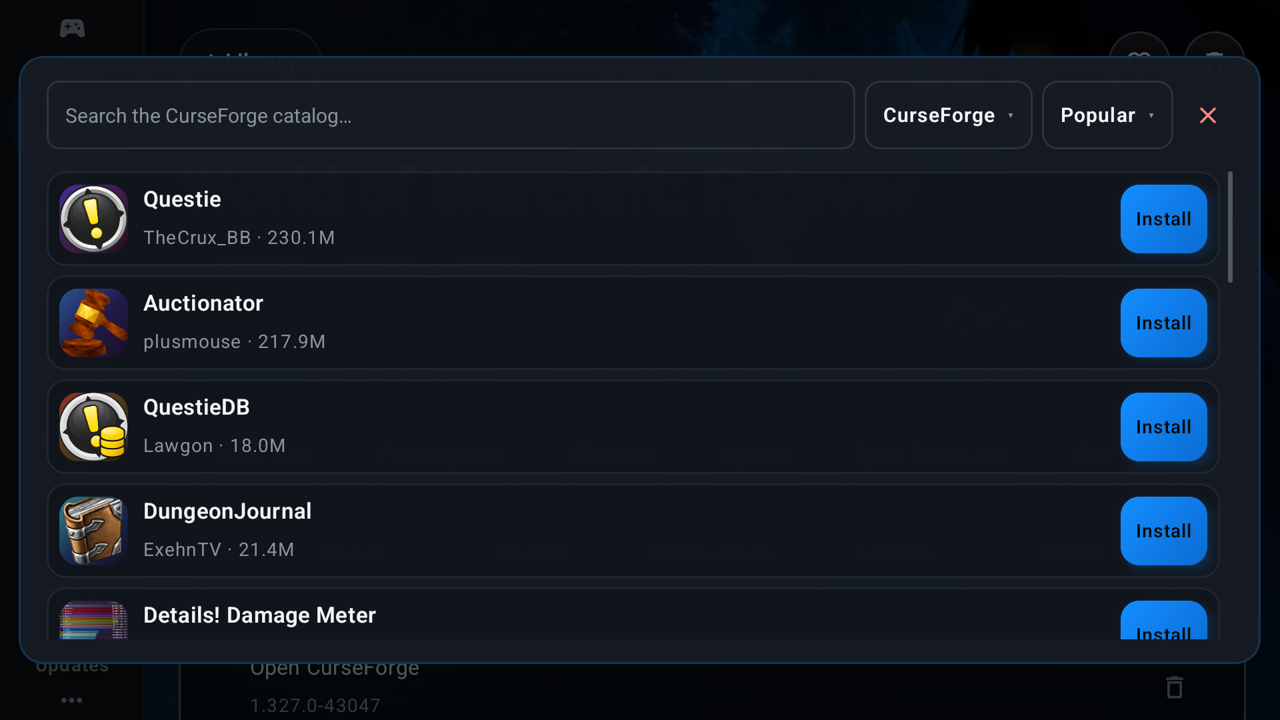 Library
Search the CurseForge catalog…
CurseForge
Popular
Questie
TheCrux_BB · 230.1M
Install
Auctionator
plusmouse · 217.9M
Install
QuestieDB
Lawgon · 18.0M
Install
DungeonJournal
ExehnTV · 21.4M
Install
Details! Damage Meter
Install
Updates
Open CurseForge
1.327.0-43047